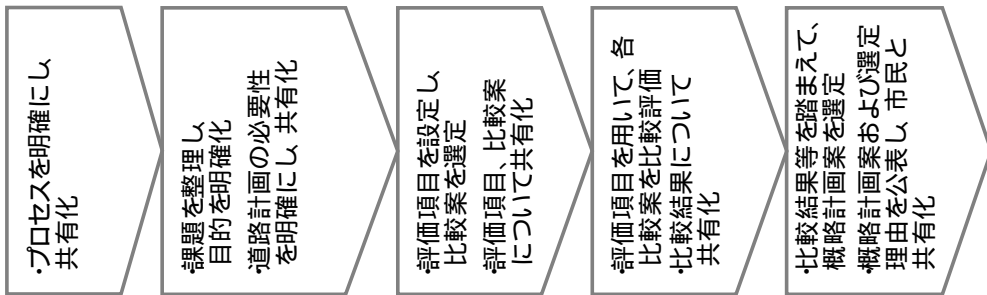 ・プロセスを明確にし、
共有化
・課題を整理し、
目的を明確化
・道路計画の必要性
を明確にし、共有化
・評価項目を設定し、
比較案を選定
・評価項目、比較案
について共有化
・評価項目を用いて、各
比較案を比較評価
・比較結果について
共有化
・比較結果等を踏まえて、
概略計画案を選定
・概略計画案および選定
理由を公表し、市民と
共有化